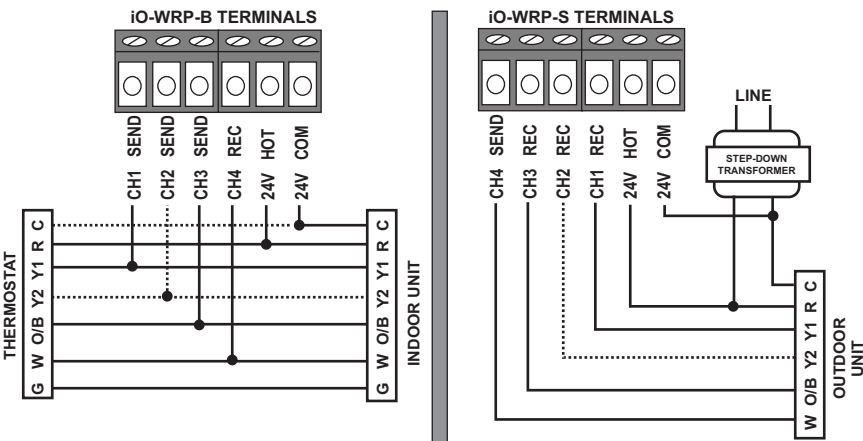 iO-WRP-B TERMINALS
CH1 SEND
CH2 SEND
CH3 SEND
CH4 REC
24V HOT
24V COM
THERMOSTAT
C
R
Y1
Y2
O/B
W
G
C
R
Y1
Y2
O/B
W
G
INDOOR UNIT
iO-WRP-S TERMINALS
CH4 SEND
CH3 REC
CH2 REC
CH1 REC
24V HOT
24V COM
LINE
STEP-DOWN
TRANSFORMER
C
R
Y1
Y2
O/B
W
OUTDOOR
UNIT